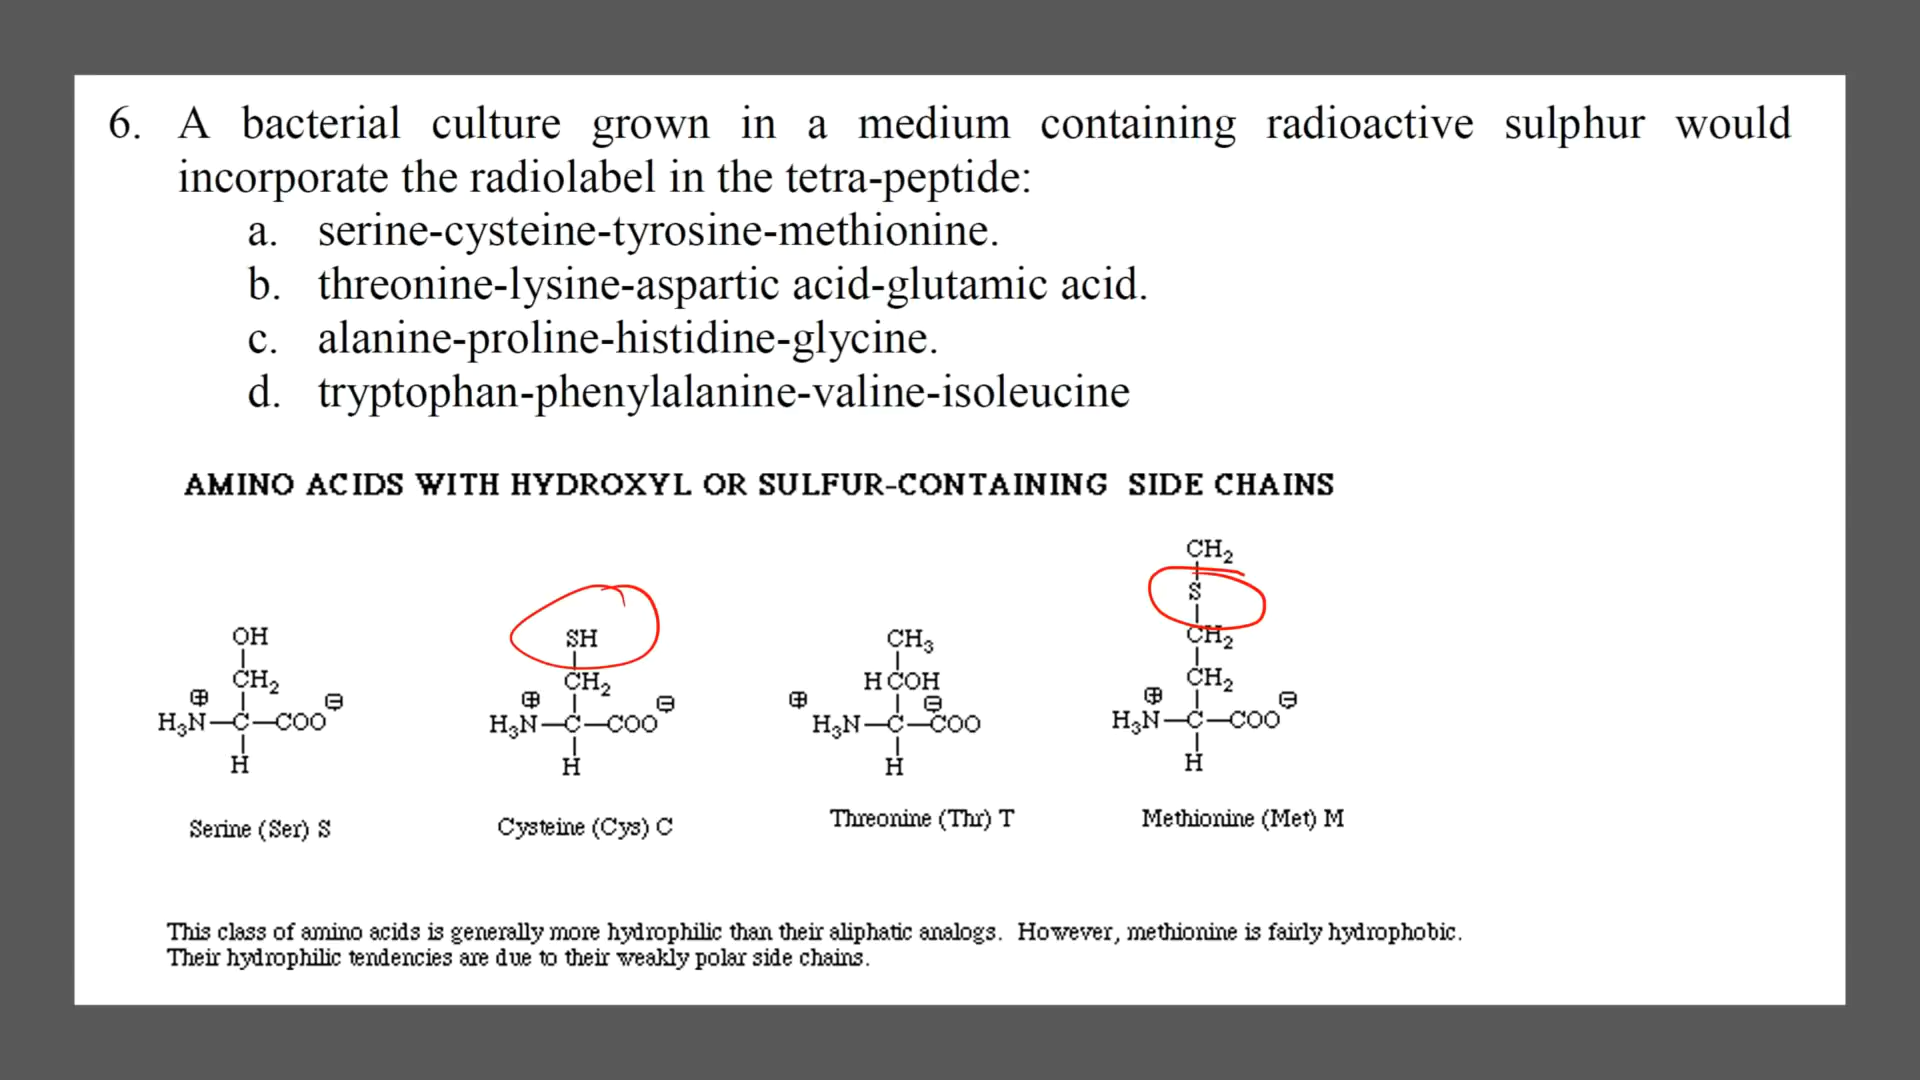 6. A bacterial culture grown in a medium containing radioactive sulphur would
incorporate the radiolabel in the tetra-peptide:
a. serine-cysteine-tyrosine-methionine.
b. threonine-lysine-aspartic acid-glutamic acid.
c. alanine-proline-histidine-glycine.
d. tryptophan-phenylalanine-valine-isoleucine
AMINO ACIDS WITH HYDROXYL OR SULFUR-CONTAINING SIDE CHAINS
OH
CH₂
⊕ ⊖
H₃N—C—COO
H
Serine (Ser) S
SH
CH₂
⊕ ⊖
H₃N—C—COO
H
Cysteine (Cys) C
CH₃
HCOH
⊕ ⊖
H₃N—C—COO
H
Threonine (Thr) T
CH₂
S
CH₂
CH₂
⊕ ⊖
H₃N—C—COO
H
Methionine (Met) M
This class of amino acids is generally more hydrophilic than their aliphatic analogs. However, methionine is fairly hydrophobic.
Their hydrophilic tendencies are due to their weakly polar side chains.